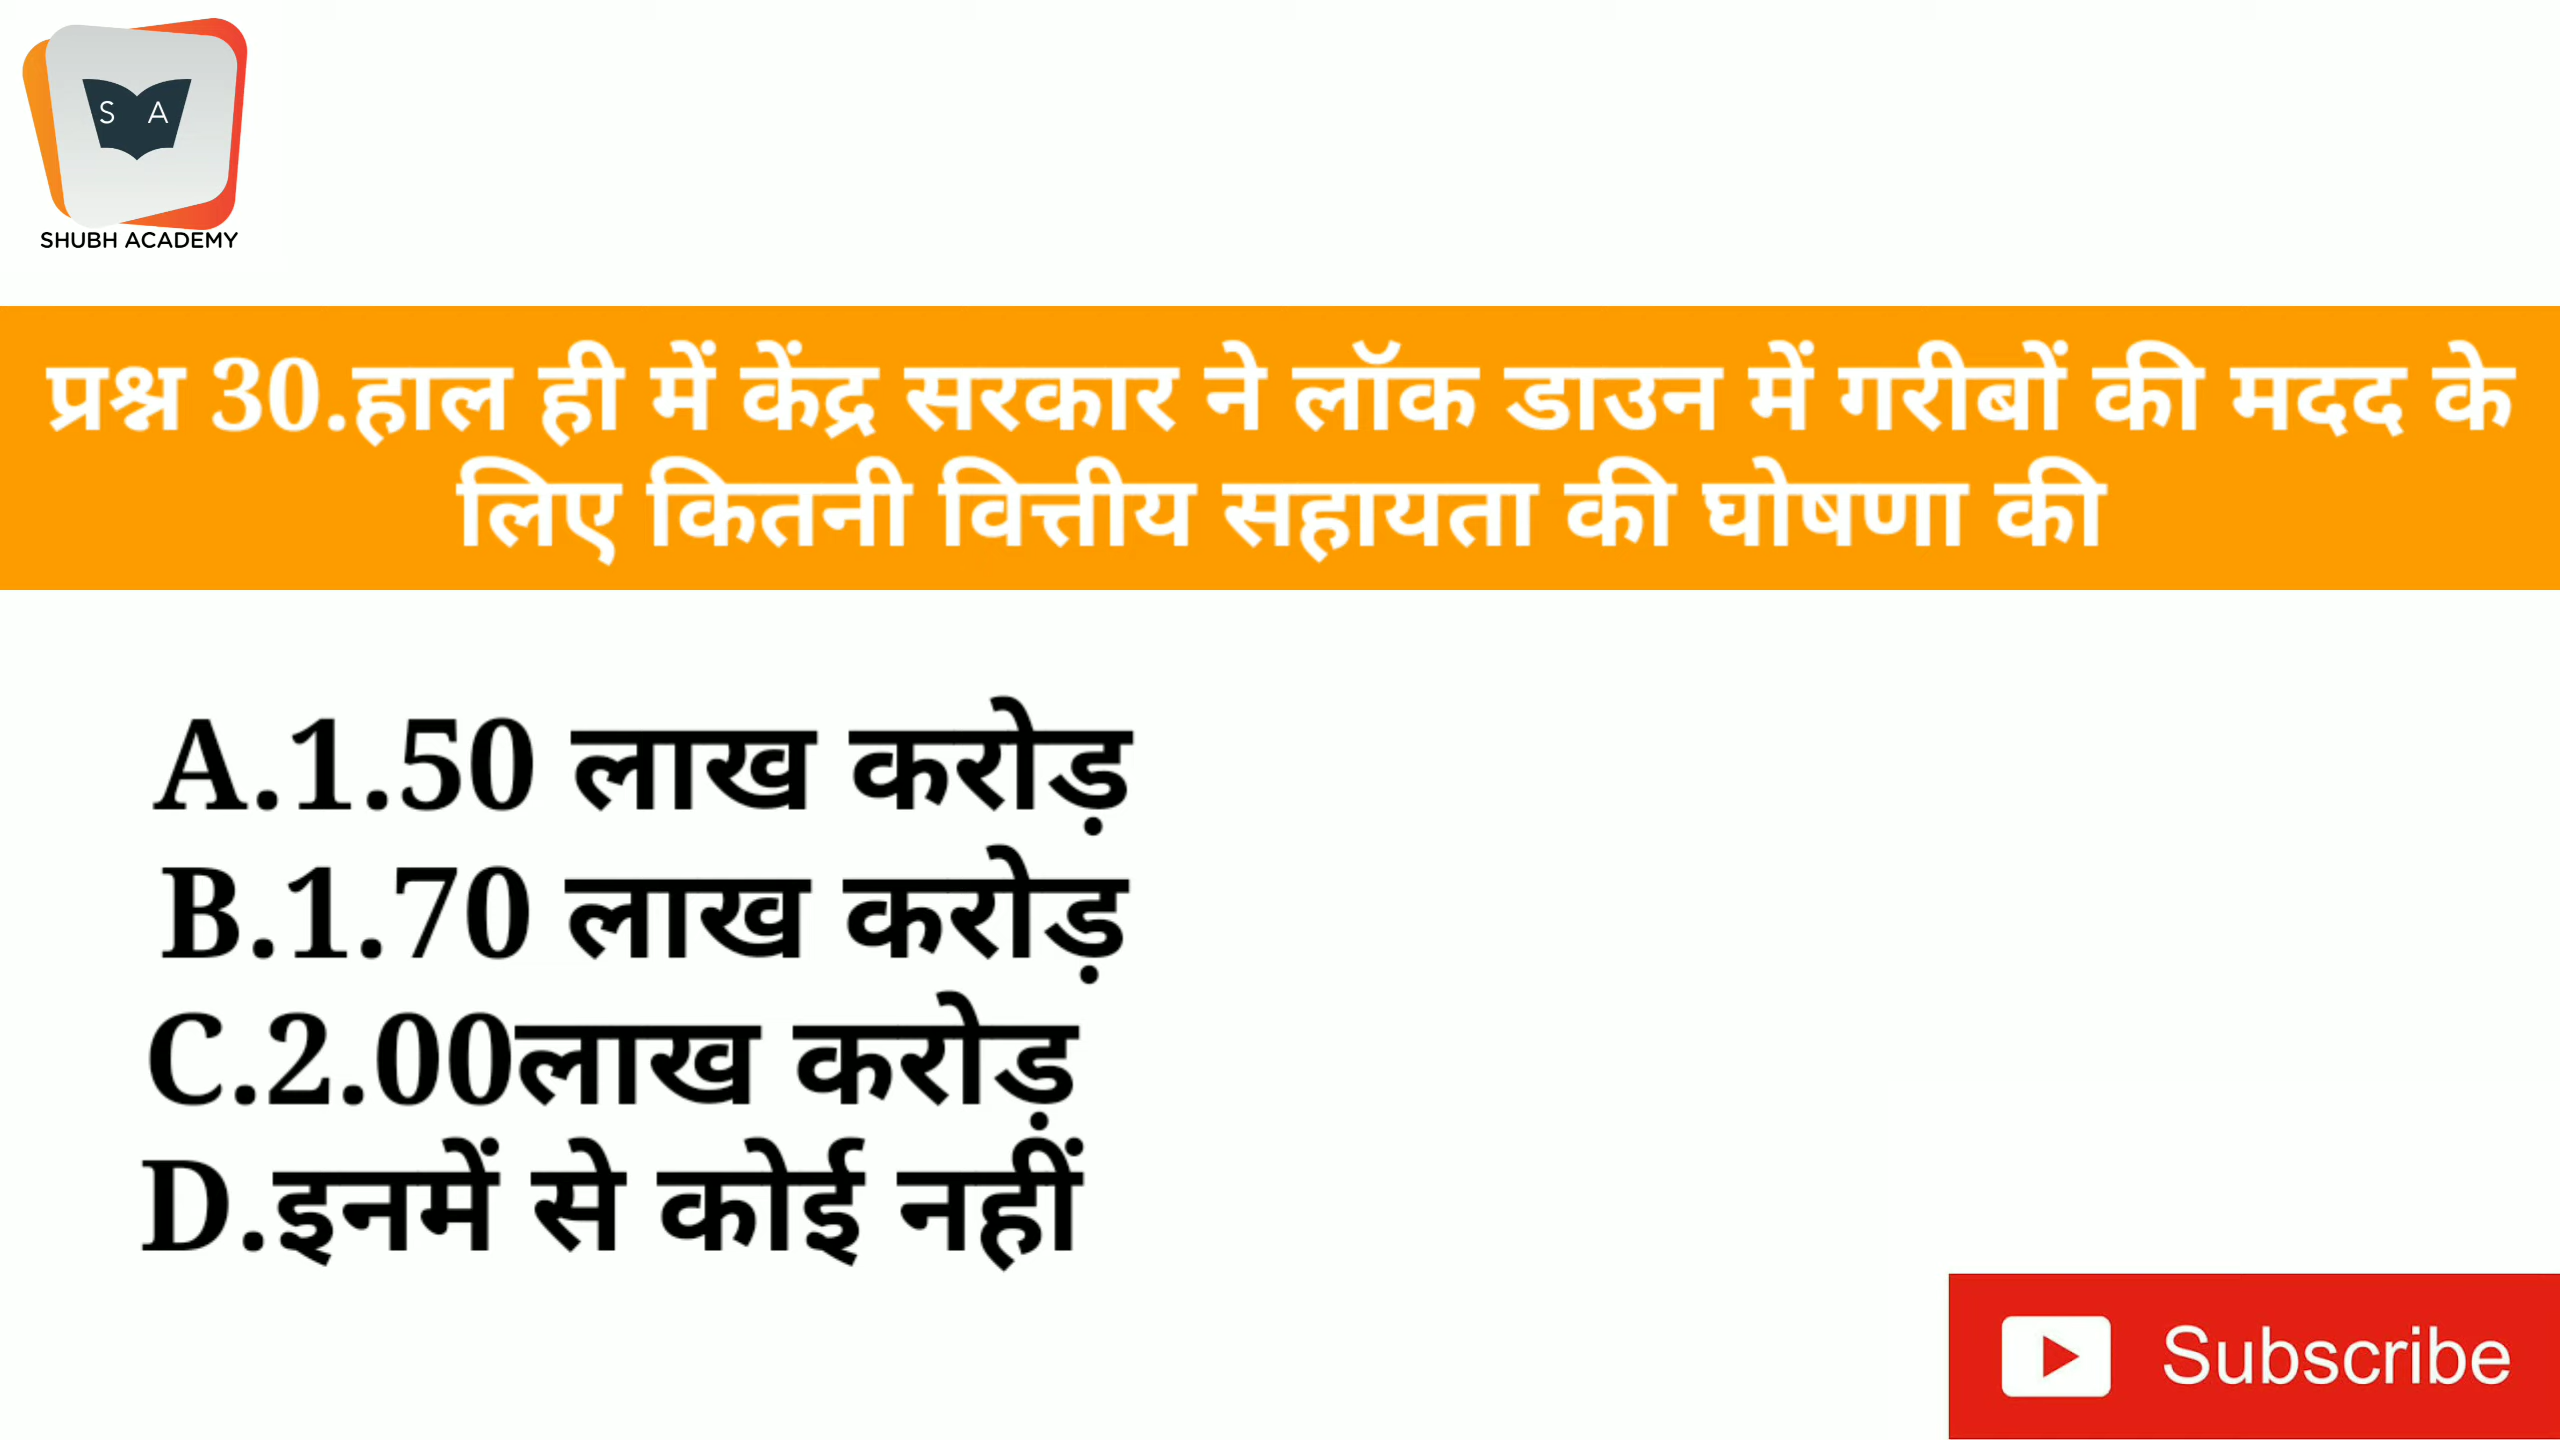 S A
SHUBH ACADEMY
प्रश्न 30.हाल ही में केंद्र सरकार ने लॉक डाउन में गरीबों की मदद के
लिए कितनी वित्तीय सहायता की घोषणा की
A.1.50 लाख करोड़
B.1.70 लाख करोड़
C.2.00लाख करोड़
D.इनमें से कोई नहीं
Subscribe